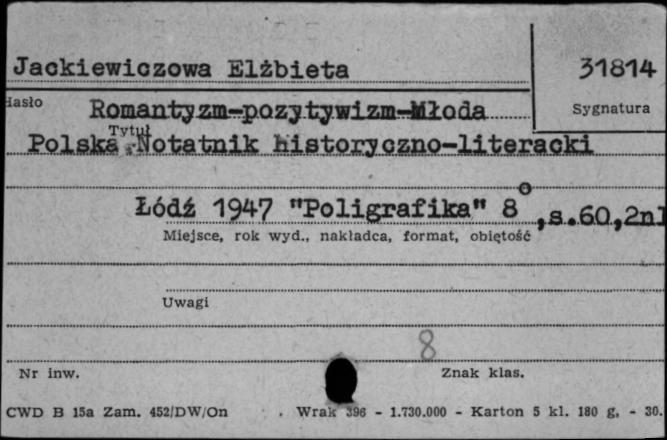 Jackiewiczowa Elżbieta
31814
Hasło
Sygnatura
Romantyzm-pozytywizm-Młoda
Tytuł
Polska. Notatnik historyczno-literacki
Łódź 1947 "Poligrafika" 8°, s.60, 2nl
Miejsce, rok wyd., nakładca, format, obiętość
Uwagi
8
Nr inw.
Znak klas.
CWD B 15a Zam. 452/DW/On . Wrak 396 - 1.730.000 - Karton 5 kl. 180 g, - 30.